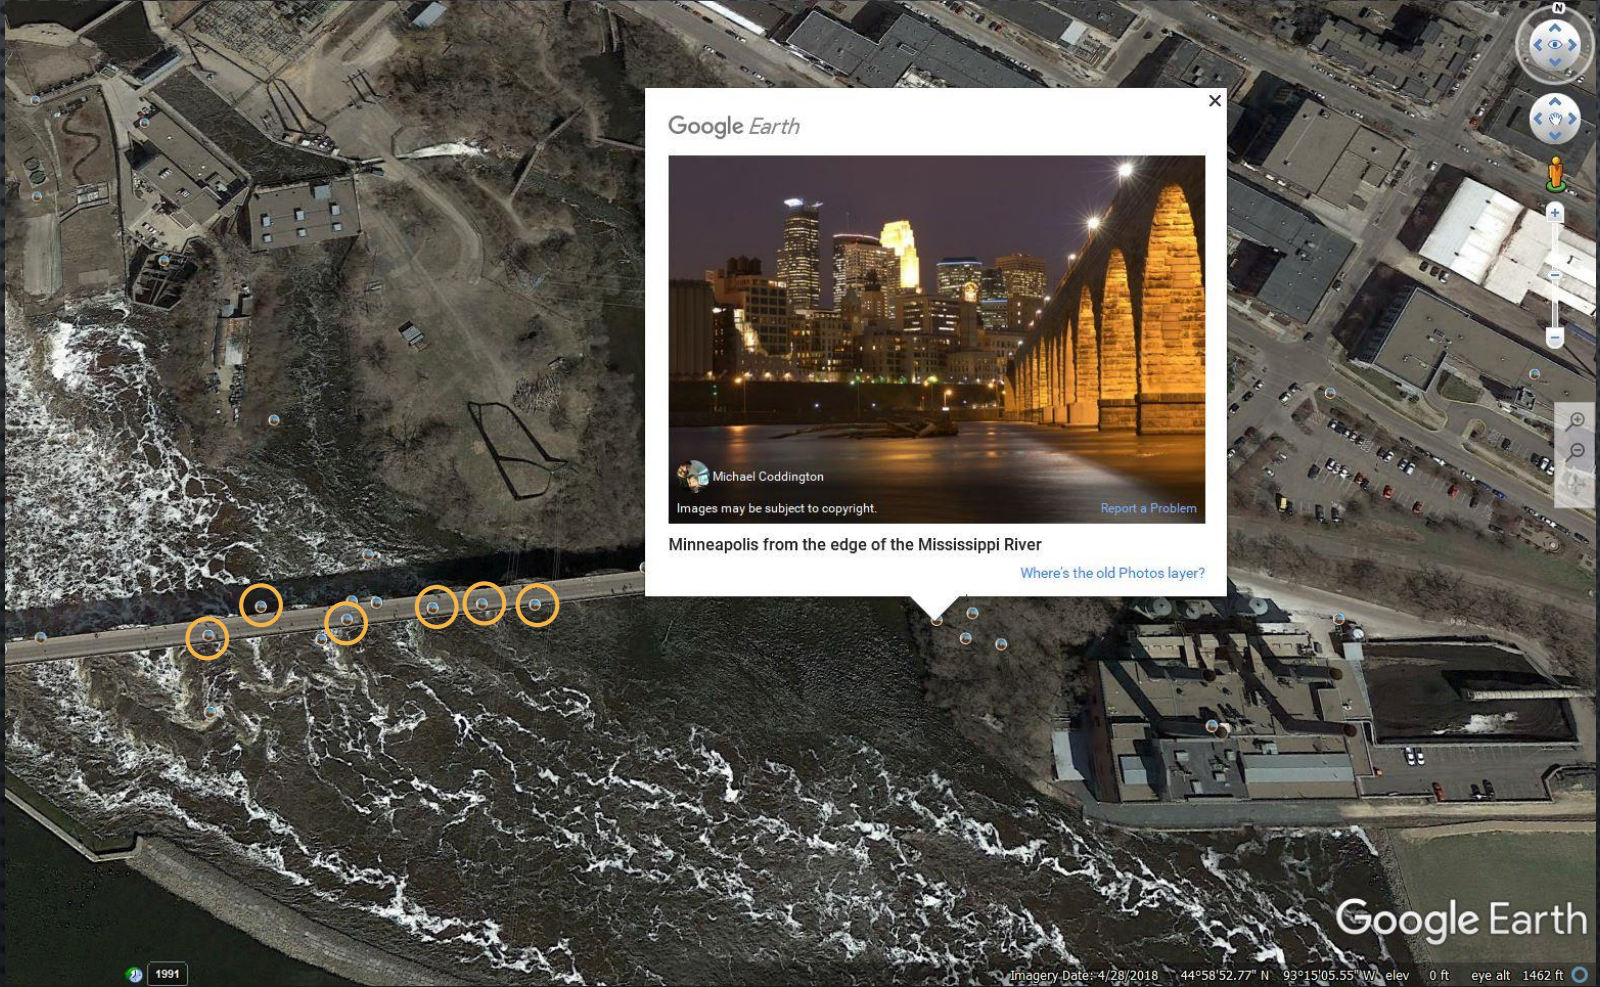 N
Google Earth
Michael Coddington
Images may be subject to copyright.
Report a Problem
Minneapolis from the edge of the Mississippi River
Where's the old Photos layer?
Google Earth
1991
Imagery Date: 4/28/2018 44°58'52.77" N 93°15'05.55" W elev 0 ft eye alt 1462 ft